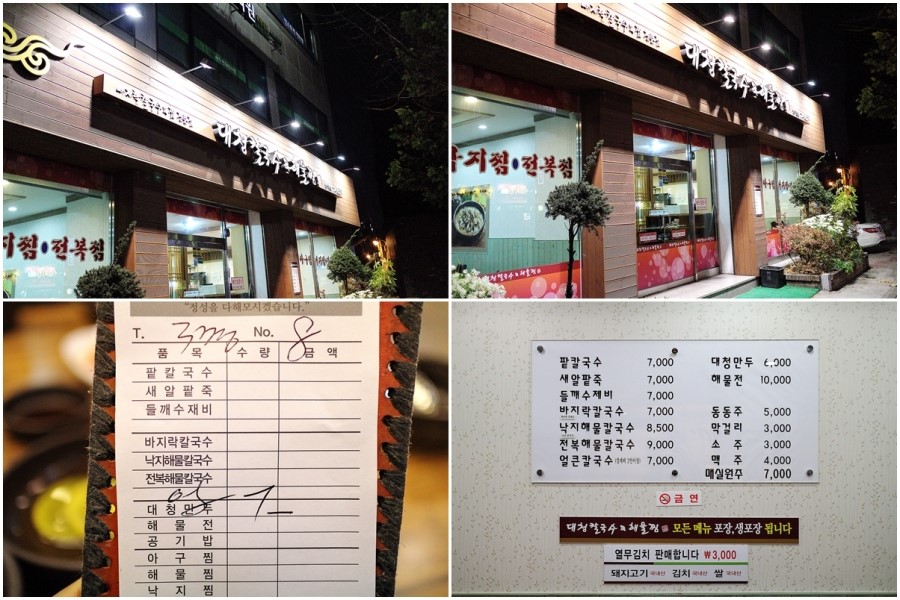 대청칼국수&해물찜
지찜·전복찜
대청칼국수&해물찜
낙지찜·전복찜
"정성을 다해모시겠습니다."
T. No. 8
품 목 수 량 금 액
팥칼국수
새알팥죽
들깨수재비
바지락칼국수
낙지해물칼국수
전복해물칼국수
대청만두
해물전
공기밥
아구찜
해물찜
낙지찜
팥칼국수 7,000 대청만두 6,000
새알팥죽 7,000 해물전 10,000
들깨수제비 7,000
바지락칼국수 7,000 동동주 5,000
낙지해물칼국수 8,500 막걸리 3,000
전복해물칼국수 9,000 소주 3,000
얼큰칼국수 7,000 맥주 4,000
매실원주 7,000
금연
대청칼국수&해물찜 모든메뉴 포장,생포장 됩니다
열무김치 판매합니다 ₩3,000
돼지고기 국내산 김치 국내산 쌀 국내산